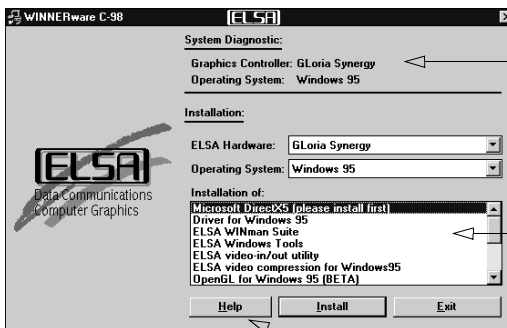 WINNERware C-98
ELSA
System Diagnostic:
Graphics Controller: GLoria Synergy
Operating System: Windows 95
Installation:
ELSA Hardware: GLoria Synergy
Operating System: Windows 95
ELSA
Data Communications
Computer Graphics
Installation of:
Microsoft DirectX5 (please install first)
Driver for Windows 95
ELSA WINman Suite
ELSA Windows Tools
ELSA video-in/out utility
ELSA video compression for Windows95
OpenGL for Windows 95 (BETA)
Help Install Exit